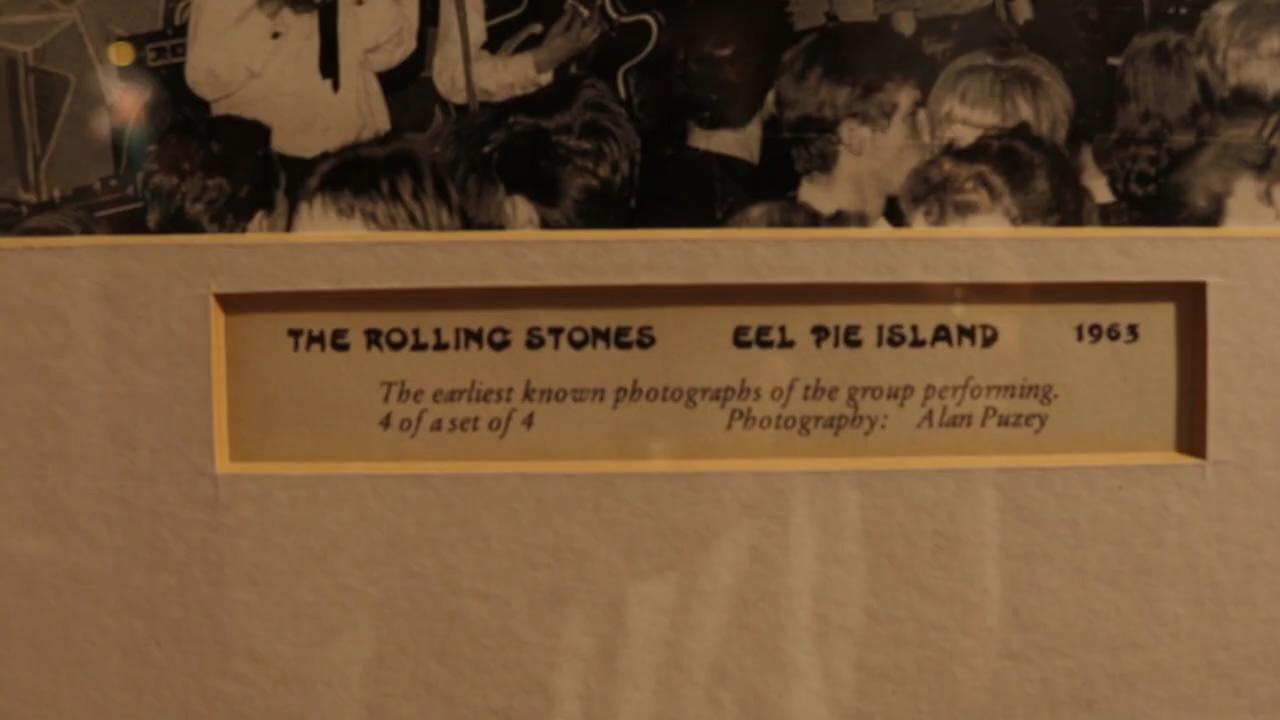 THE ROLLING STONES EEL PIE ISLAND 1963
The earliest known photographs of the group performing.
4 of a set of 4 Photography: Alan Puzey